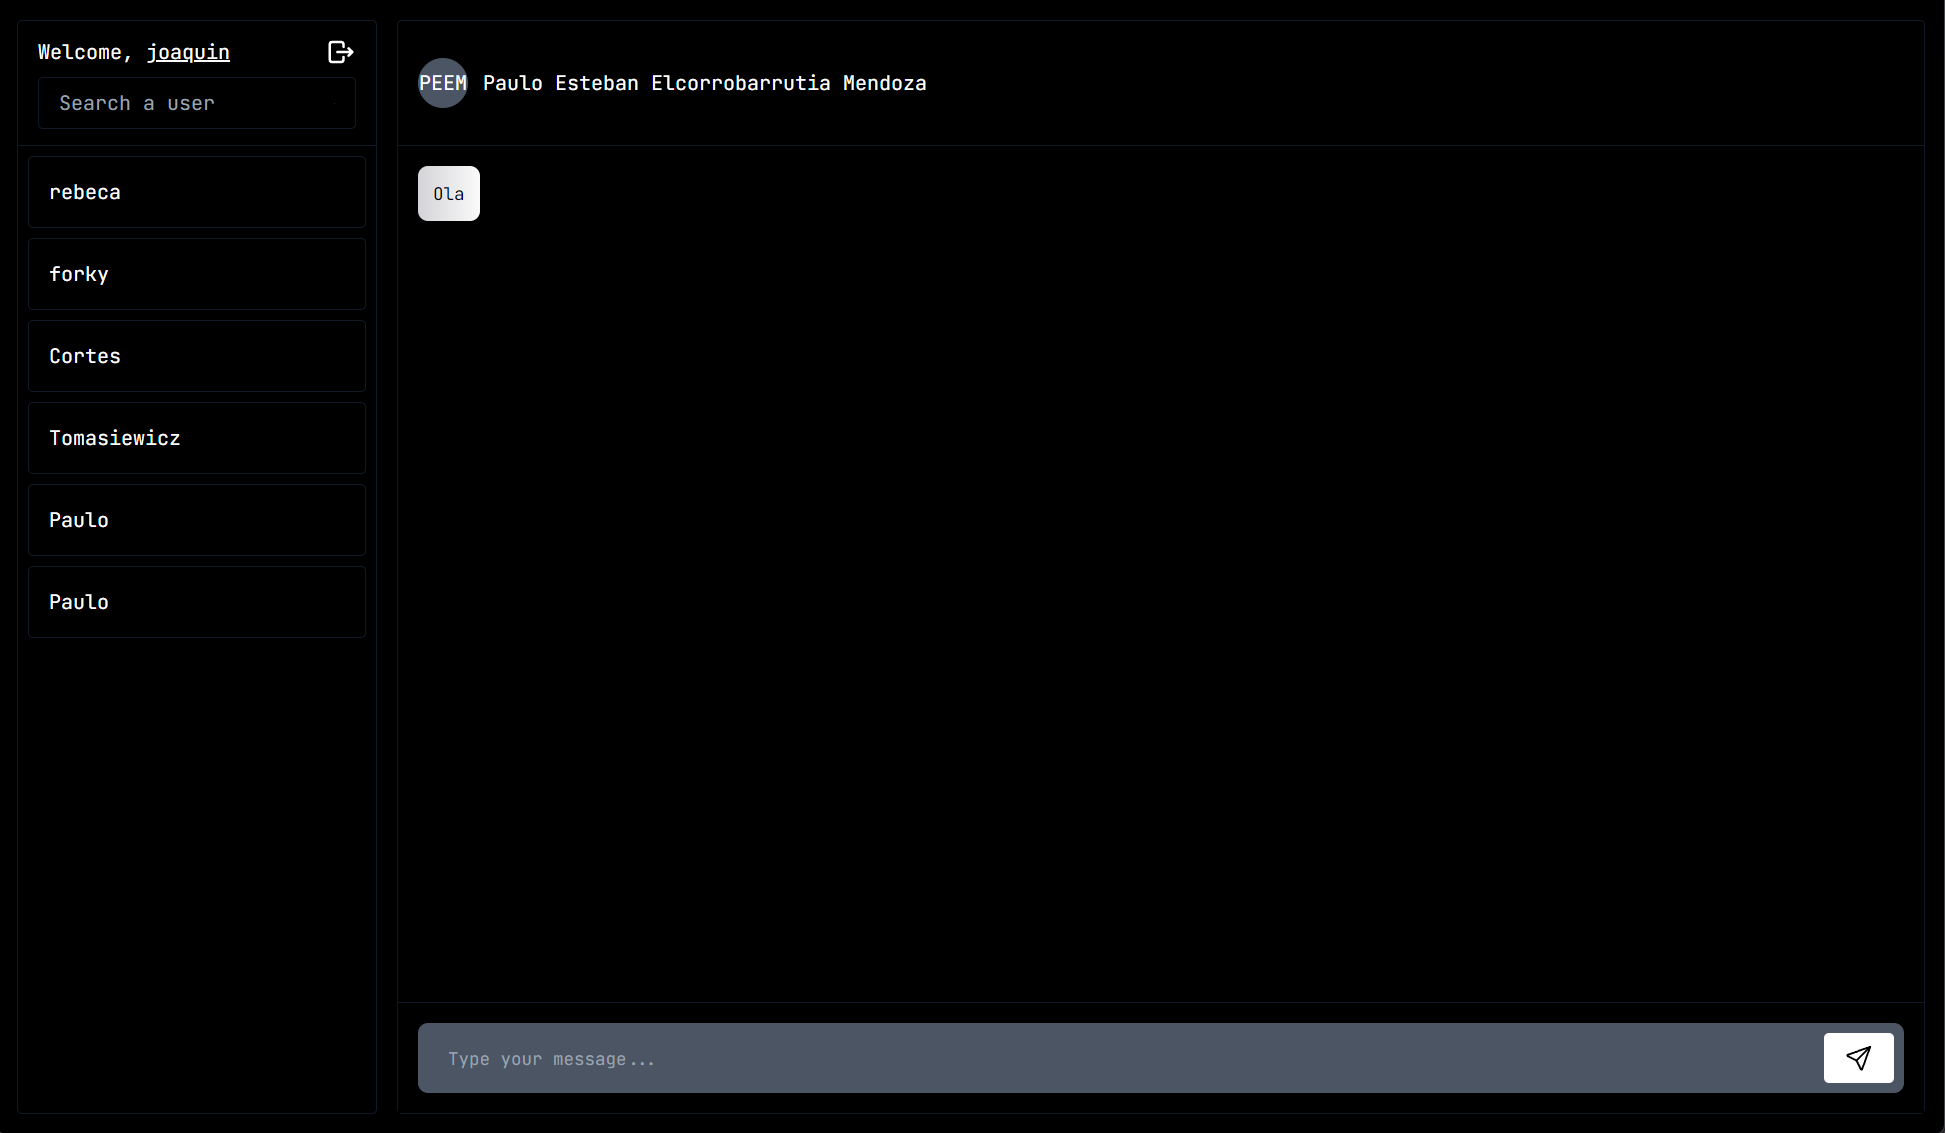 Welcome, joaquin
Search a user
rebeca
forky
Cortes
Tomasiewicz
Paulo
Paulo
PEEM Paulo Esteban Elcorrobarrutia Mendoza
Ola
Type your message...